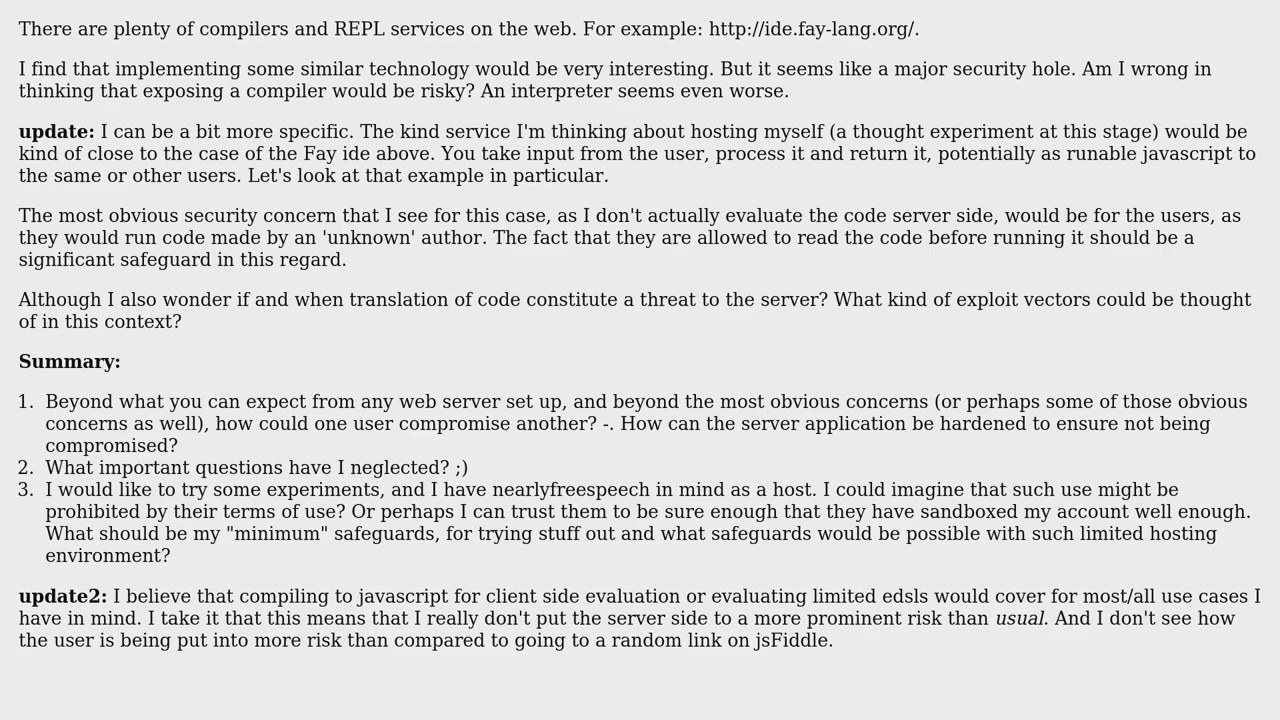 There are plenty of compilers and REPL services on the web. For example: http://ide.fay-lang.org/.
I find that implementing some similar technology would be very interesting. But it seems like a major security hole. Am I wrong in
thinking that exposing a compiler would be risky? An interpreter seems even worse.
update: I can be a bit more specific. The kind service I'm thinking about hosting myself (a thought experiment at this stage) would be
kind of close to the case of the Fay ide above. You take input from the user, process it and return it, potentially as runable javascript to
the same or other users. Let's look at that example in particular.
The most obvious security concern that I see for this case, as I don't actually evaluate the code server side, would be for the users, as
they would run code made by an 'unknown' author. The fact that they are allowed to read the code before running it should be a
significant safeguard in this regard.
Although I also wonder if and when translation of code constitute a threat to the server? What kind of exploit vectors could be thought
of in this context?
Summary:
1. Beyond what you can expect from any web server set up, and beyond the most obvious concerns (or perhaps some of those obvious
concerns as well), how could one user compromise another? -. How can the server application be hardened to ensure not being
compromised?
2. What important questions have I neglected? ;)
3. I would like to try some experiments, and I have nearlyfreespeech in mind as a host. I could imagine that such use might be
prohibited by their terms of use? Or perhaps I can trust them to be sure enough that they have sandboxed my account well enough.
What should be my "minimum" safeguards, for trying stuff out and what safeguards would be possible with such limited hosting
environment?
update2: I believe that compiling to javascript for client side evaluation or evaluating limited edsls would cover for most/all use cases I
have in mind. I take it that this means that I really don't put the server side to a more prominent risk than usual. And I don't see how
the user is being put into more risk than compared to going to a random link on jsFiddle.